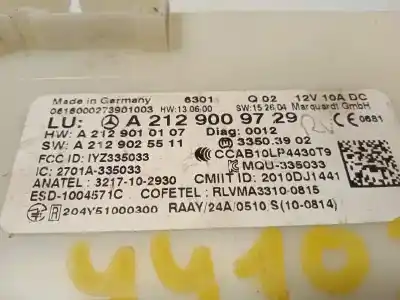 Made in Germany 6301 Q 02 12V 10A DC
0616000273901003 HW:13.06.00 SW:15.26.04 Marquardt GmbH
LU: A 212 900 97 29
HW: A 212 901 01 07 Diag: 0012 CE 0681
SW: A 212 902 55 11 3350.39 02
FCC ID: IYZ335033 CCAB10LP4430T9
IC: 2701A-335033 MQU-335033
ANATEL: 3217-10-2930 CMIIT ID: 2010DJ1441
ESD-1004571C COFETEL: RLVMA3310-0815
R 204Y51000300 RAAY/24A/0510 S(10-0814)